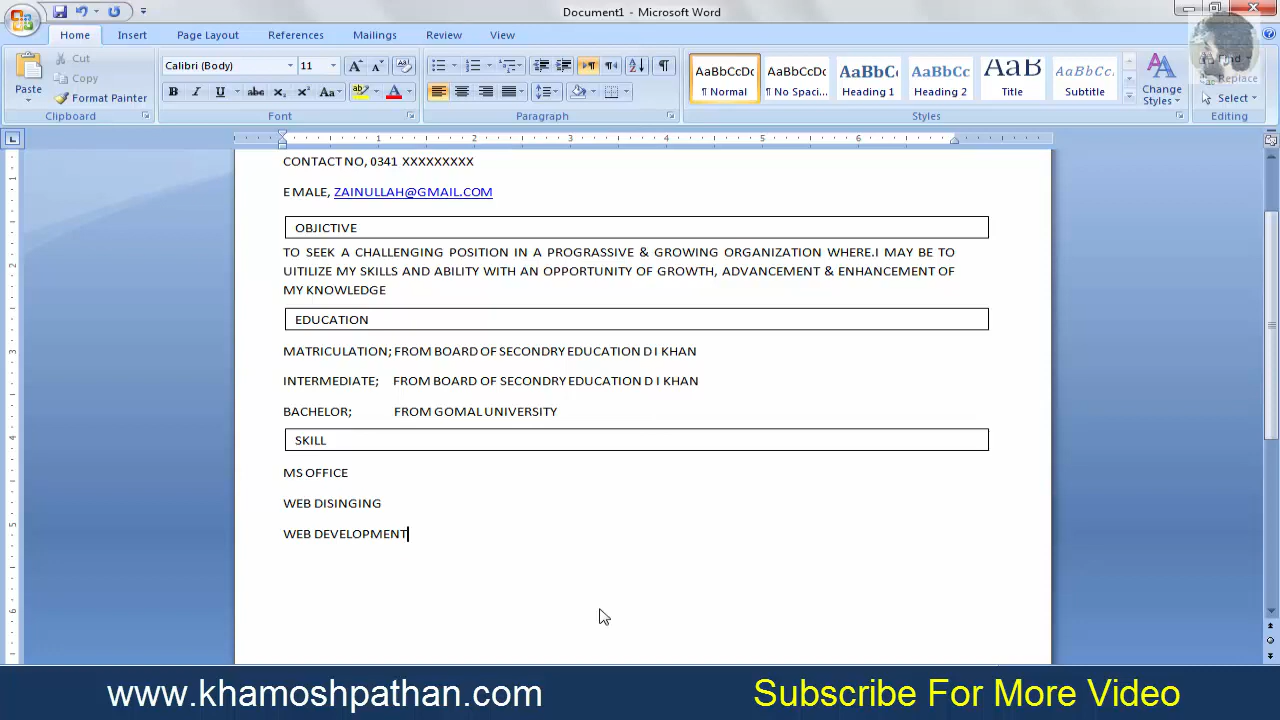 Document1 - Microsoft Word
Home Insert Page Layout References Mailings Review View
Paste Cut Copy Format Painter Clipboard
Calibri (Body) 11 Font
Paragraph
AaBbCcDc ¶ Normal
AaBbCcDc ¶ No Spaci...
AaBbC Heading 1
AaBbCc Heading 2
AaB Title
AaBbCc. Subtitle
Change Styles Styles
Find Replace Select Editing
CONTACT NO, 0341 XXXXXXXXX
E MALE, ZAINULLAH@GMAIL.COM
OBJICTIVE
TO SEEK A CHALLENGING POSITION IN A PROGRASSIVE & GROWING ORGANIZATION WHERE.I MAY BE TO
UITILIZE MY SKILLS AND ABILITY WITH AN OPPORTUNITY OF GROWTH, ADVANCEMENT & ENHANCEMENT OF
MY KNOWLEDGE
EDUCATION
MATRICULATION; FROM BOARD OF SECONDRY EDUCATION D I KHAN
INTERMEDIATE; FROM BOARD OF SECONDRY EDUCATION D I KHAN
BACHELOR; FROM GOMAL UNIVERSITY
SKILL
MS OFFICE
WEB DISINGING
WEB DEVELOPMENT
www.khamoshpathan.com Subscribe For More Video